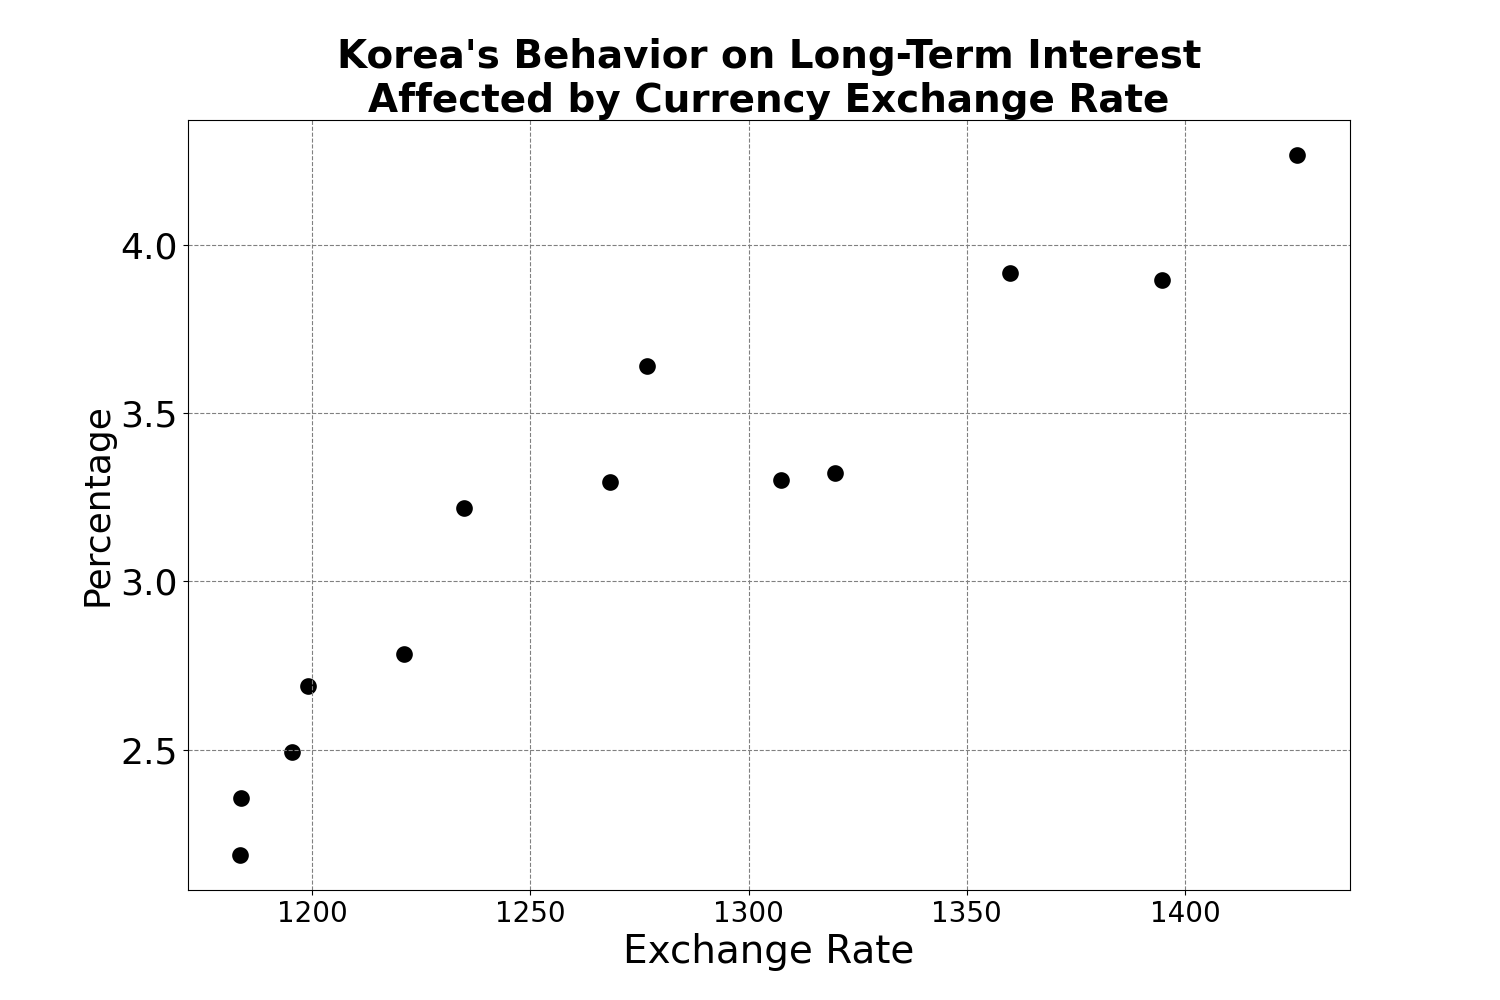 Korea's Behavior on Long-Term Interest
Affected by Currency Exchange Rate
4.0
3.5
3.0
2.5
Percentage
1200 1250 1300 1350 1400
Exchange Rate